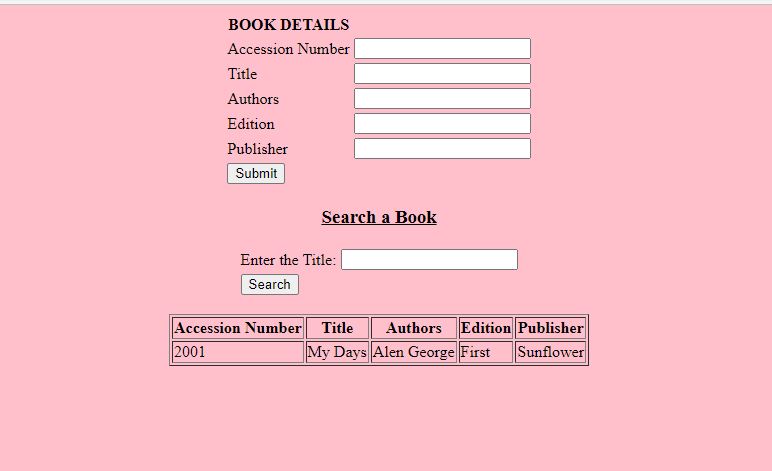 BOOK DETAILS
Accession Number
Title
Authors
Edition
Publisher
Submit
Search a Book
Enter the Title:
Search
Accession Number Title Authors Edition Publisher
2001 My Days Alen George First Sunflower